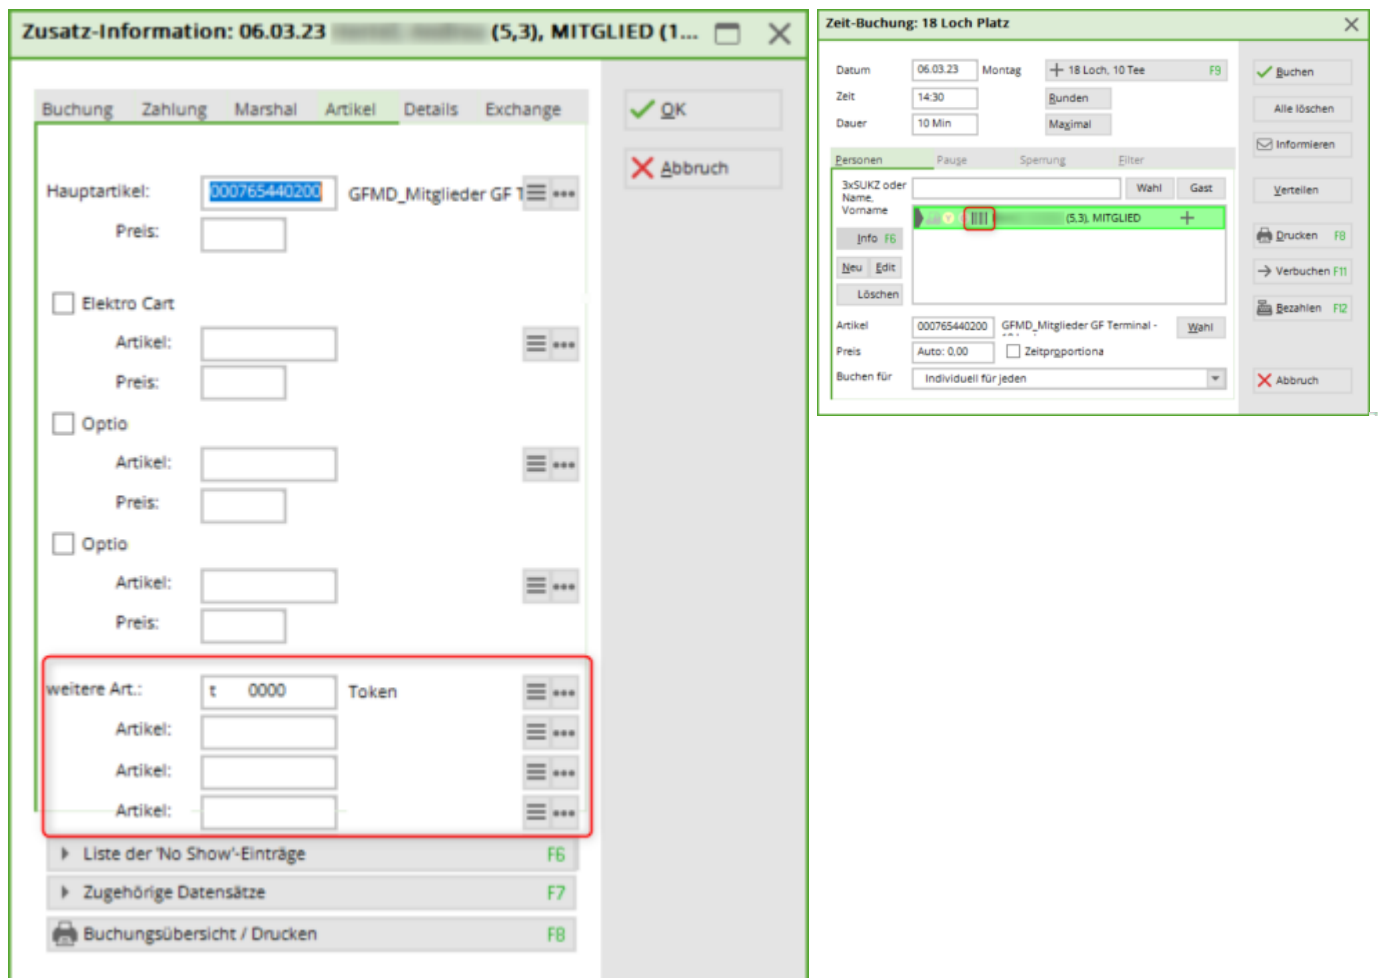 Zusatz-Information: 06.03.23 (5,3), MITGLIED (1...
Buchung Zahlung Marshal Artikel Details Exchange
OK
Abbruch
Hauptartikel: 000765440200 GFMD_Mitglieder GF T
Preis:
Elektro Cart
Artikel:
Preis:
Optio
Artikel:
Preis:
Optio
Artikel:
Preis:
weitere Art.: t 0000 Token
Artikel:
Artikel:
Artikel:
Liste der 'No Show'-Einträge F6
Zugehörige Datensätze F7
Buchungsübersicht / Drucken F8
Zeit-Buchung: 18 Loch Platz
Datum 06.03.23 Montag 18 Loch, 10 Tee F9
Zeit 14:30 Runden
Dauer 10 Min Maximal
Personen Pause Sperrung Filter
3xSUKZ oder
Name,
Vorname
Wahl Gast
(5.3), MITGLIED
Info F6
Neu Edit
Löschen
Artikel 000765440200 GFMD_Mitglieder GF Terminal - Wahl
Preis Auto: 0,00 Zeitproportiona
Buchen für Individuell für jeden
Buchen
Alle löschen
Informieren
Verteilen
Drucken F8
Verbuchen F11
Bezahlen F12
Abbruch